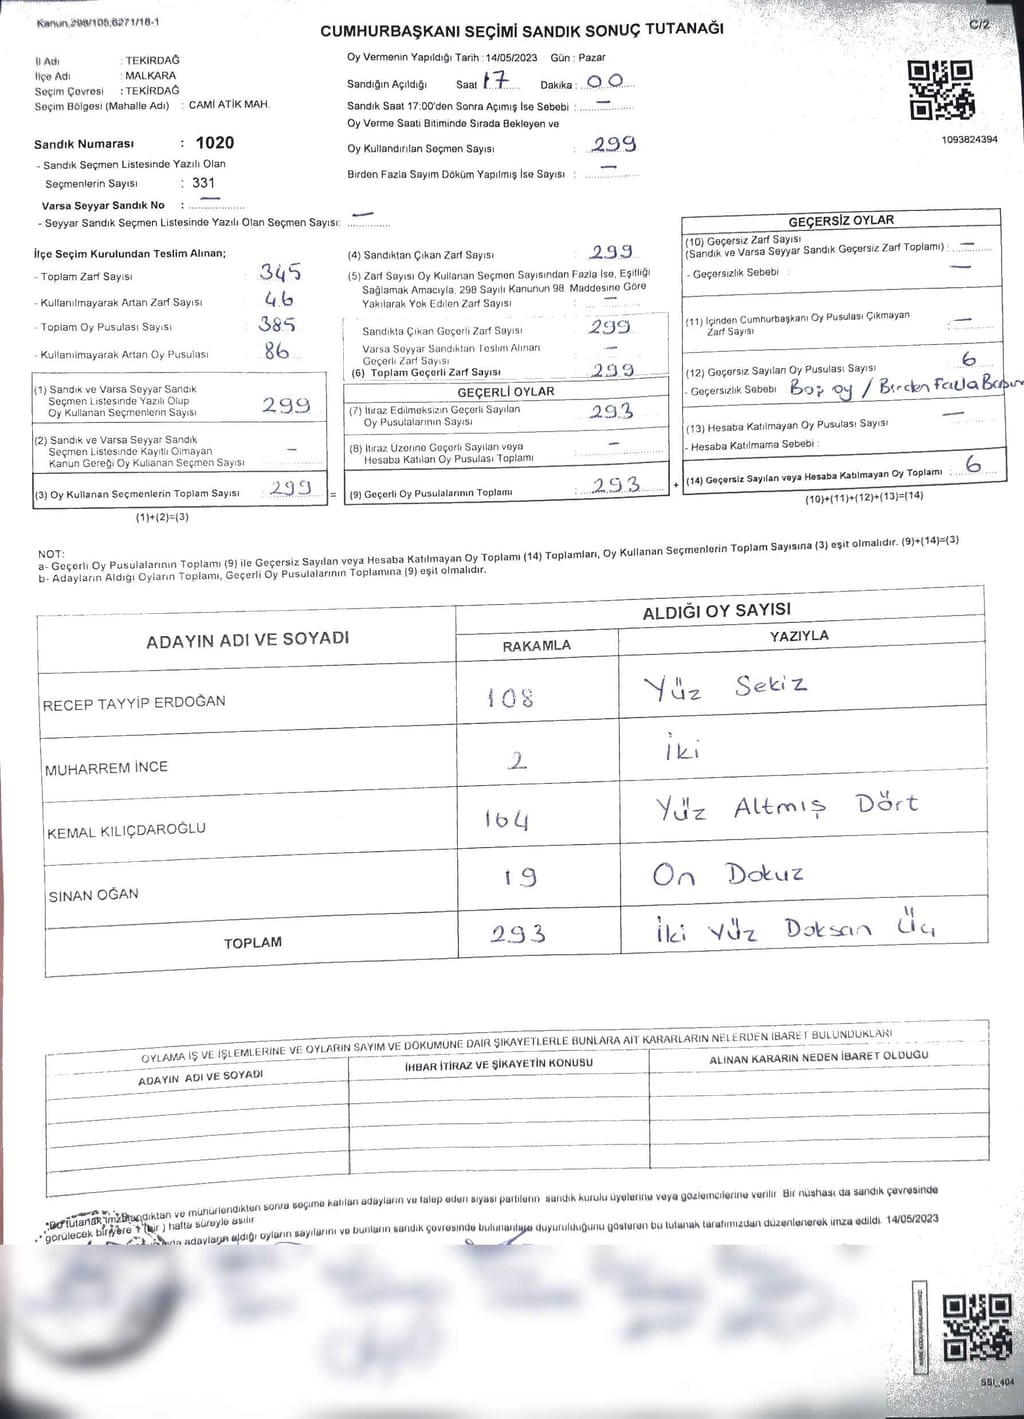 Kanun,298/105,6271/18-1
C/2
CUMHURBAŞKANI SEÇİMİ SANDIK SONUÇ TUTANAĞI
İl Adı : TEKİRDAĞ
İlçe Adı : MALKARA
Seçim Çevresi : TEKİRDAĞ
Seçim Bölgesi (Mahalle Adı) : CAMİ ATİK MAH.
Sandık Numarası : 1020
- Sandık Seçmen Listesinde Yazılı Olan
Seçmenlerin Sayısı : 331
Varsa Seyyar Sandık No : —
- Seyyar Sandık Seçmen Listesinde Yazılı Olan Seçmen Sayısı: —
Oy Vermenin Yapıldığı Tarih :14/05/2023 Gün : Pazar
Sandığın Açıldığı Saat 17 Dakika : 00
Sandık Saat 17:00'den Sonra Açımış İse Sebebi : —
Oy Verme Saati Bitiminde Sırada Bekleyen ve
Oy Kullandırılan Seçmen Sayısı : 299
Birden Fazla Sayım Döküm Yapılmış İse Sayısı : —
1093824394
İlçe Seçim Kurulundan Teslim Alınan;
- Toplam Zarf Sayısı : 345
- Kullanılmayarak Artan Zarf Sayısı : 46
- Toplam Oy Pusulası Sayısı : 385
- Kullanılmayarak Artan Oy Pusulası : 86
(1) Sandık ve Varsa Seyyar Sandık
Seçmen Listesinde Yazılı Olup
Oy Kullanan Seçmenlerin Sayısı 299
(2) Sandık ve Varsa Seyyar Sandık
Seçmen Listesinde Kayıtlı Olmayan
Kanun Gereği Oy Kullanan Seçmen Sayısı —
(3) Oy Kullanan Seçmenlerin Toplam Sayısı : 299 =
(1)+(2)=(3)
(4) Sandıktan Çıkan Zarf Sayısı : 299
(5) Zarf Sayısı Oy Kullanan Seçmen Sayısından Fazla İse, Eşitliği
Sağlamak Amacıyla, 298 Sayılı Kanunun 98. Maddesine Göre
Yakılarak Yok Edilen Zarf Sayısı : —
Sandıkta Çıkan Geçerli Zarf Sayısı 299
Varsa Seyyar Sandıktan Teslim Alınan
Geçerli Zarf Sayısı —
(6) Toplam Geçerli Zarf Sayısı : 299
GEÇERLİ OYLAR
(7) İtiraz Edilmeksizin Geçerli Sayılan
Oy Pusulalarının Sayısı 293
(8) İtiraz Üzerine Geçerli Sayılan veya
Hesaba Katılan Oy Pusulası Toplamı —
(9) Geçerli Oy Pusulalarının Toplamı : 293 +
GEÇERSİZ OYLAR
(10) Geçersiz Zarf Sayısı
(Sandık ve Varsa Seyyar Sandık Geçersiz Zarf Toplamı) : —
- Geçersizlik Sebebi : —
(11) İçinden Cumhurbaşkanı Oy Pusulası Çıkmayan
Zarf Sayısı —
(12) Geçersiz Sayılan Oy Pusulası Sayısı : 6
- Geçersizlik Sebebi Boş oy / Birden Fazla
(13) Hesaba Katılmayan Oy Pusulası Sayısı —
- Hesaba Katılmama Sebebi :
(14) Geçersiz Sayılan veya Hesaba Katılmayan Oy Toplamı : 6
(10)+(11)+(12)+(13)=(14)
NOT:
a- Geçerli Oy Pusulalarının Toplamı (9) ile Geçersiz Sayılan veya Hesaba Katılmayan Oy Toplamı (14) Toplamları, Oy Kullanan Seçmenlerin Toplam Sayısına (3) eşit olmalıdır. (9)+(14)=(3)
b- Adayların Aldığı Oyların Toplamı, Geçerli Oy Pusulalarının Toplamına (9) eşit olmalıdır.
ADAYIN ADI VE SOYADI ALDIĞI OY SAYISI
RAKAMLA YAZIYLA
RECEP TAYYİP ERDOĞAN 108 Yüz Sekiz
MUHARREM İNCE 2 İki
KEMAL KILIÇDAROĞLU 164 Yüz Altmış Dört
SİNAN OĞAN 19 On Dokuz
TOPLAM 293 İki Yüz Doksan Üç
OYLAMA İŞ VE İŞLEMLERİNE VE OYLARIN SAYIM VE DÖKÜMÜNE DAİR ŞİKAYETLERLE BUNLARA AİT KARARLARIN NELERDEN İBARET BULUNDUKLARI
ADAYIN ADI VE SOYADI İHBAR İTİRAZ VE ŞİKAYETİN KONUSU ALINAN KARARIN NEDEN İBARET OLDUĞU
sonra seçime katılan adayların ve talep eden siyasi partilerin sandık kurulu üyelerine veya gözlemcilerine verilir. Bir nüshası da sandık çevresinde
görülecek bir yere 1 (bir) hafta süreyle asılır.
adayların aldığı oyların sayılarını ve bunların sandık çevresinde bulunanlara duyurulduğunu gösteren bu tutanak tarafımızdan düzenlenerek imza edildi. 14/05/2023
SSI_404